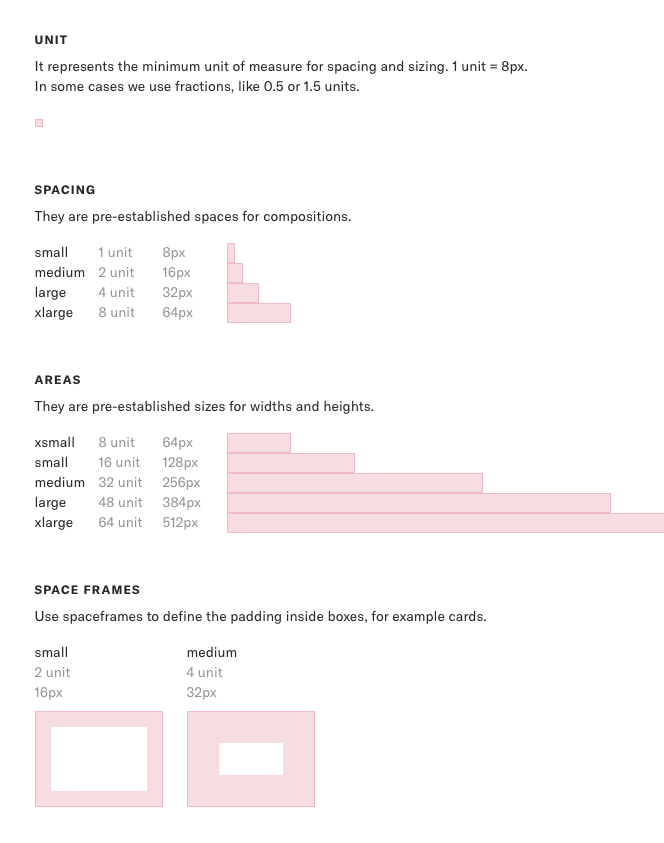 UNIT
It represents the minimum unit of measure for spacing and sizing. 1 unit = 8px.
In some cases we use fractions, like 0.5 or 1.5 units.
SPACING
They are pre-established spaces for compositions.
small 1 unit 8px
medium 2 unit 16px
large 4 unit 32px
xlarge 8 unit 64px
AREAS
They are pre-established sizes for widths and heights.
xsmall 8 unit 64px
small 16 unit 128px
medium 32 unit 256px
large 48 unit 384px
xlarge 64 unit 512px
SPACE FRAMES
Use spaceframes to define the padding inside boxes, for example cards.
small medium
2 unit 4 unit
16px 32px